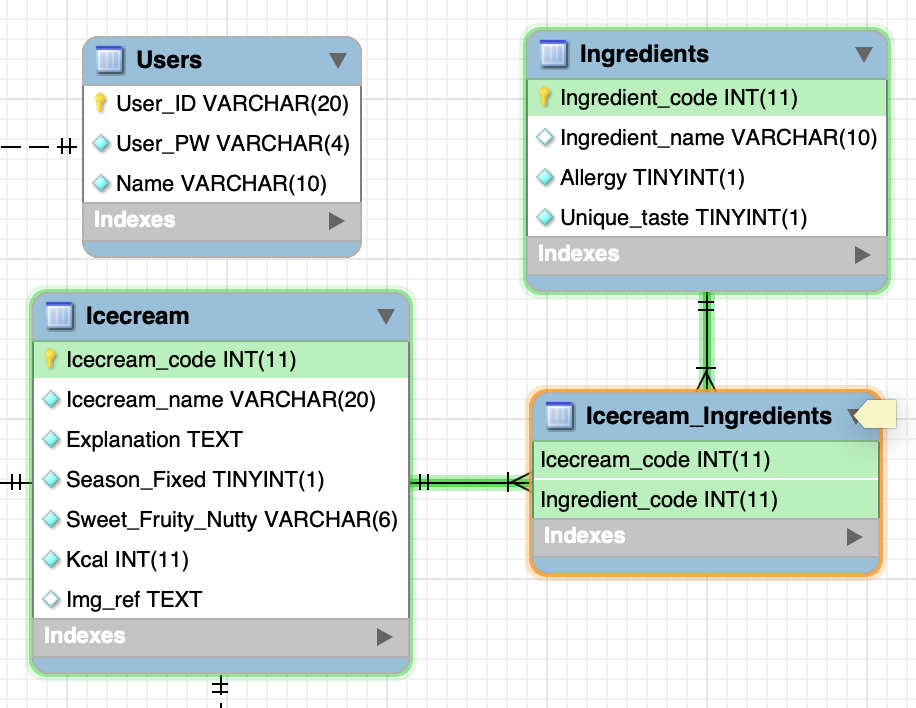 Users
User_ID VARCHAR(20)
User_PW VARCHAR(4)
Name VARCHAR(10)
Indexes
Ingredients
Ingredient_code INT(11)
Ingredient_name VARCHAR(10)
Allergy TINYINT(1)
Unique_taste TINYINT(1)
Indexes
Icecream
Icecream_code INT(11)
Icecream_name VARCHAR(20)
Explanation TEXT
Season_Fixed TINYINT(1)
Sweet_Fruity_Nutty VARCHAR(6)
Kcal INT(11)
Img_ref TEXT
Indexes
Icecream_Ingredients
Icecream_code INT(11)
Ingredient_code INT(11)
Indexes